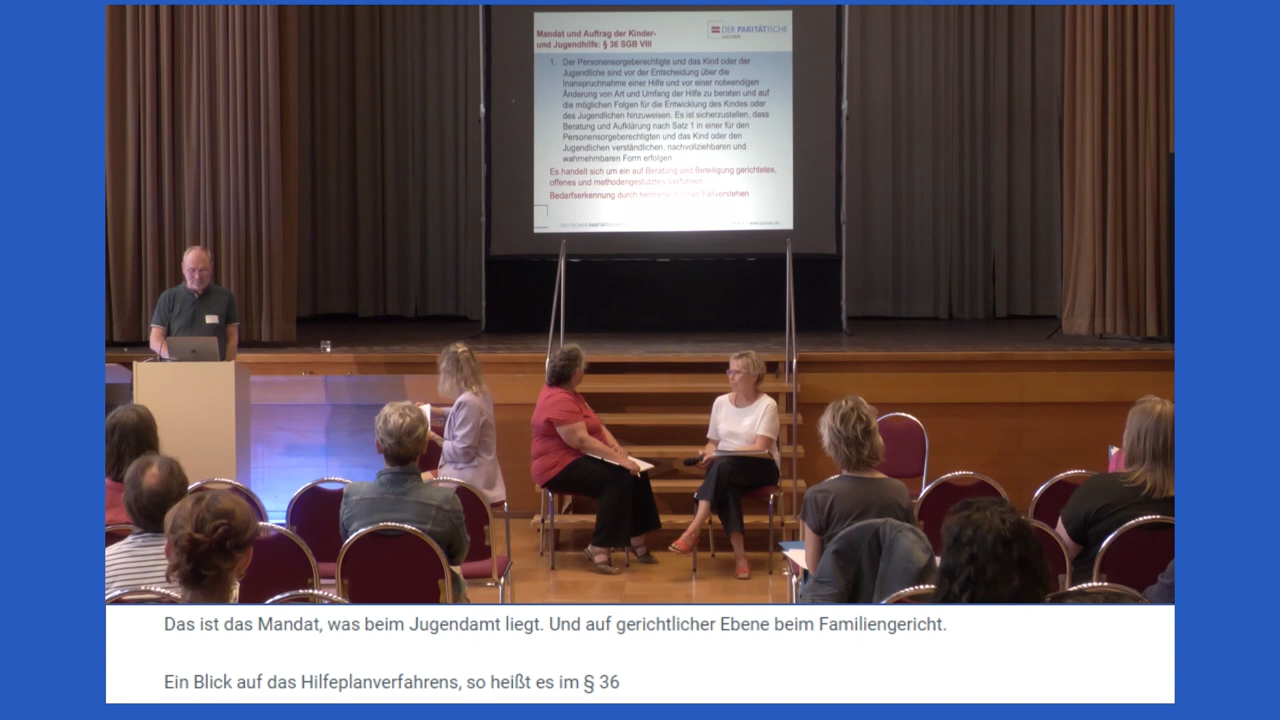 Mandat und Auftrag der Kinder-
und Jugendhilfe: § 36 SGB VIII
DER PARITÄTISCHE
1. Der Personensorgeberechtigte und das Kind oder der
Jugendliche sind vor der Entscheidung über die
Inanspruchnahme einer Hilfe und vor einer notwendigen
Änderung von Art und Umfang der Hilfe zu beraten und auf
die möglichen Folgen für die Entwicklung des Kindes oder
des Jugendlichen hinzuweisen. Es ist sicherzustellen, dass
Beratung und Aufklärung nach Satz 1 in einer für den
Personensorgeberechtigten und das Kind oder den
Jugendlichen verständlichen, nachvollziehbaren und
wahrnehmbaren Form erfolgen
Es handelt sich um ein auf Beratung und Beteiligung gerichtetes,
offenes und methodengestütztes Verfahren
Bedarfserkennung durch Fallverstehen
Das ist das Mandat, was beim Jugendamt liegt. Und auf gerichtlicher Ebene beim Familiengericht.
Ein Blick auf das Hilfeplanverfahrens, so heißt es im § 36